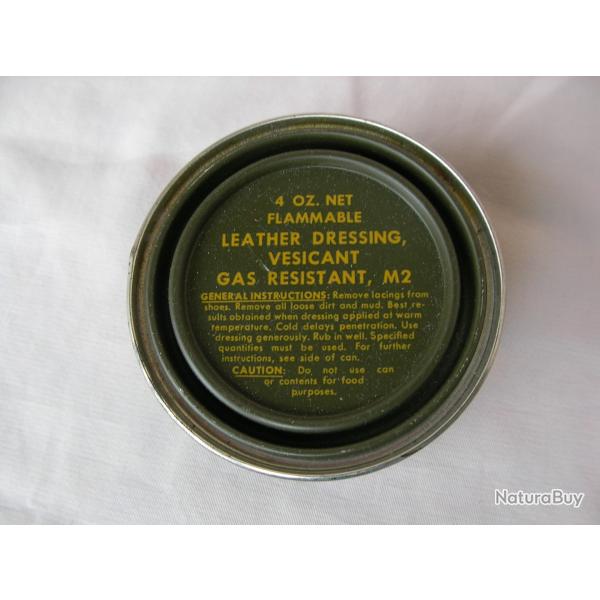 4 OZ. NET
FLAMMABLE
LEATHER DRESSING,
VESICANT
GAS RESISTANT, M2
GENERAL INSTRUCTIONS: Remove lacings from
shoes. Remove all loose dirt and mud. Best re-
sults obtained when dressing applied at warm
temperature. Cold delays penetration. Use
dressing generously. Rub in well. Specified
quantities must be used. For further
instructions, see side of can.
CAUTION: Do not use can
or contents for food
purposes.
NaturaBuy